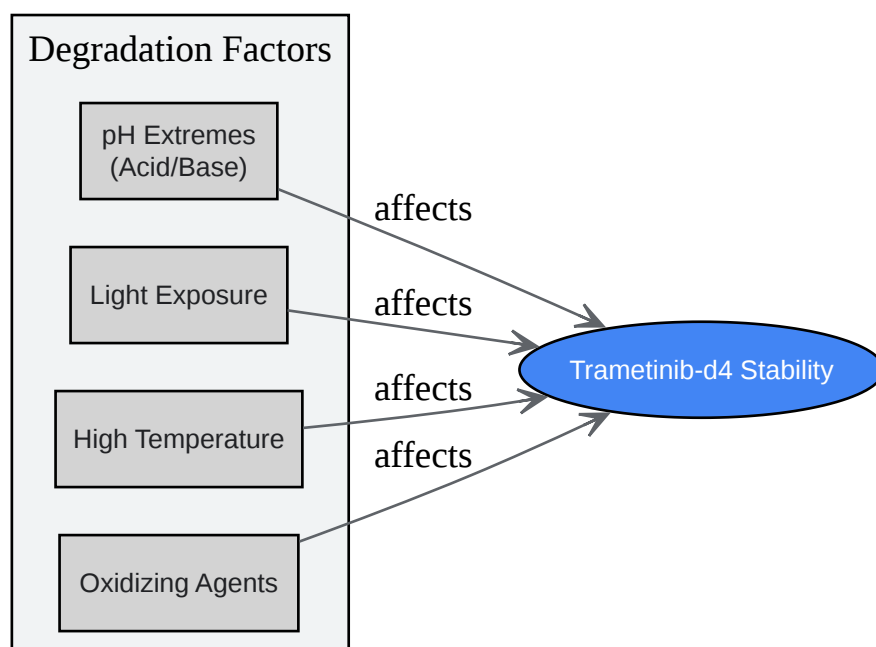 Degradation Factors
pH Extremes
(Acid/Base)
affects
Light Exposure
affects
Trametinib-d4 Stability
affects
High Temperature
affects
Oxidizing Agents